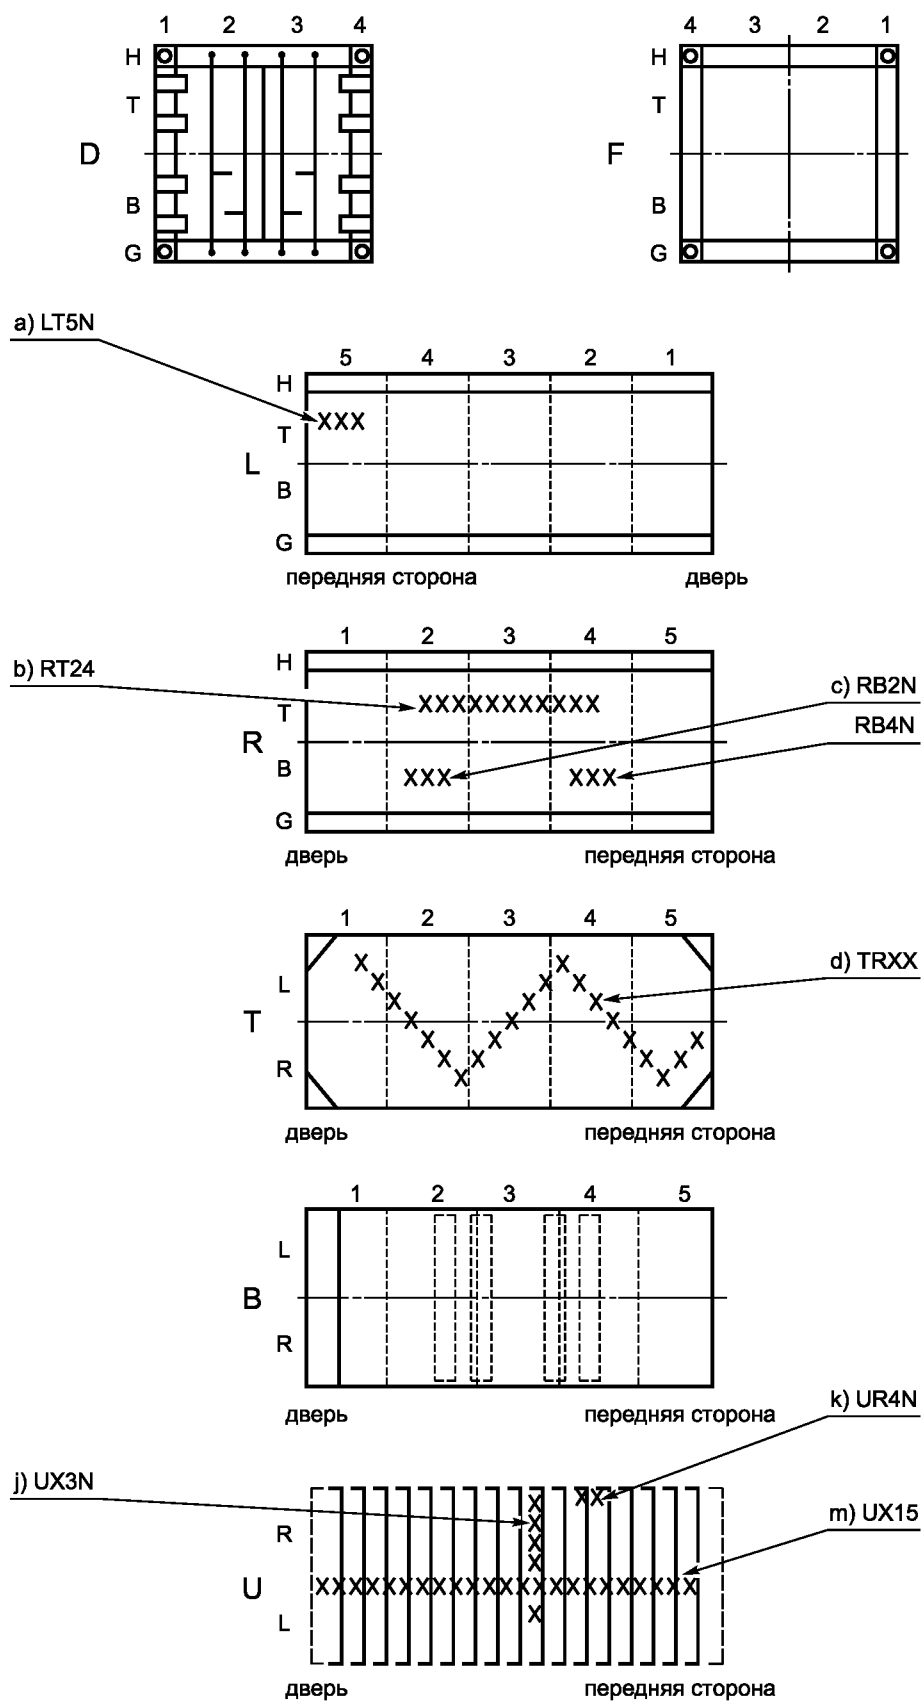 1 2 3 4
H
T
D
B
G
4 3 2 1
H
T
F
B
G
a) LT5N
5 4 3 2 1
H
XXX
T
L
B
G
передняя сторона дверь
1 2 3 4 5
b) RT24
H
c) RB2N
XXXXXXXXXXX
T
RB4N
R
B
XXX XXX
G
дверь передняя сторона
1 2 3 4 5
L
d) TRXX
T
R
дверь передняя сторона
1 2 3 4 5
L
B
R
дверь передняя сторона
k) UR4N
j) UX3N
m) UX15
R
U
L
дверь передняя сторона